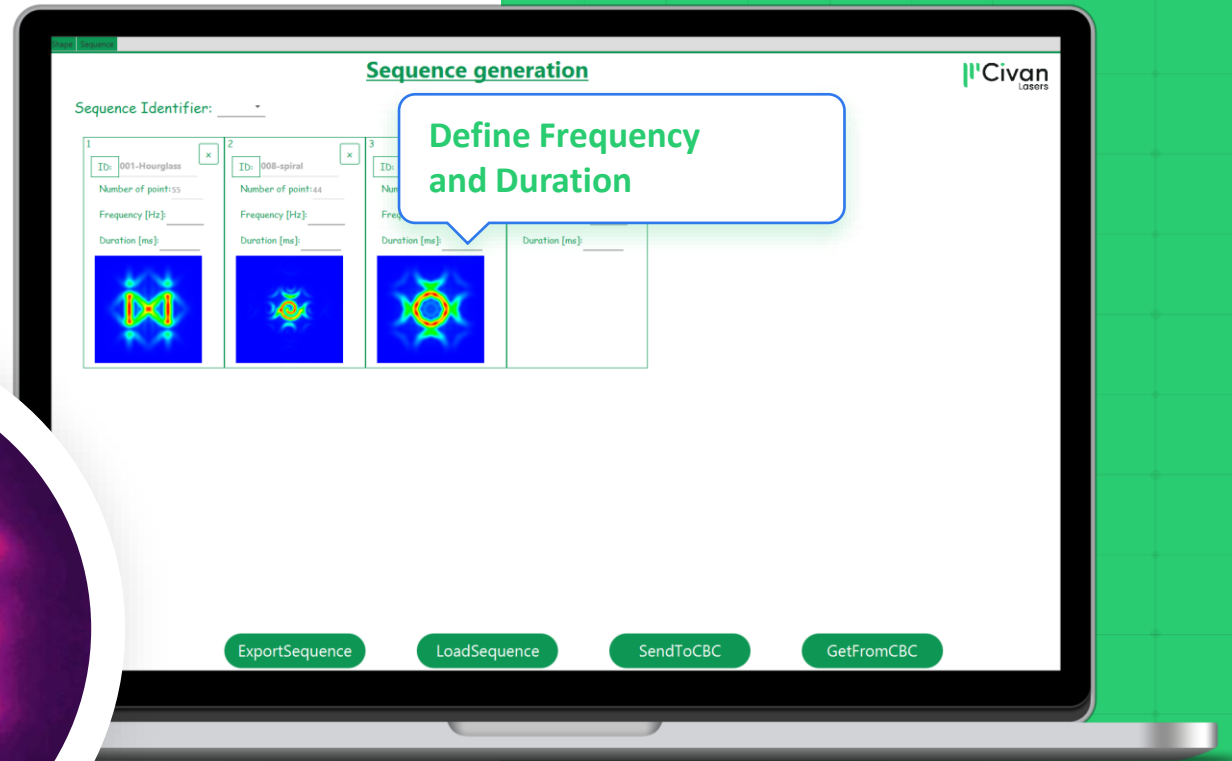 Shape Sequence
Sequence generation
Civan
Lasers
Sequence Identifier:
Define Frequency
and Duration
1
ID: 001-Hourglass
x
Number of point:55
Frequency [Hz]:
Duration [ms]:
2
ID: 008-spiral
x
Number of point:44
Frequency [Hz]:
Duration [ms]:
3
ID:
Duration [ms]:
Duration [ms]:
ExportSequence
LoadSequence
SendToCBC
GetFromCBC